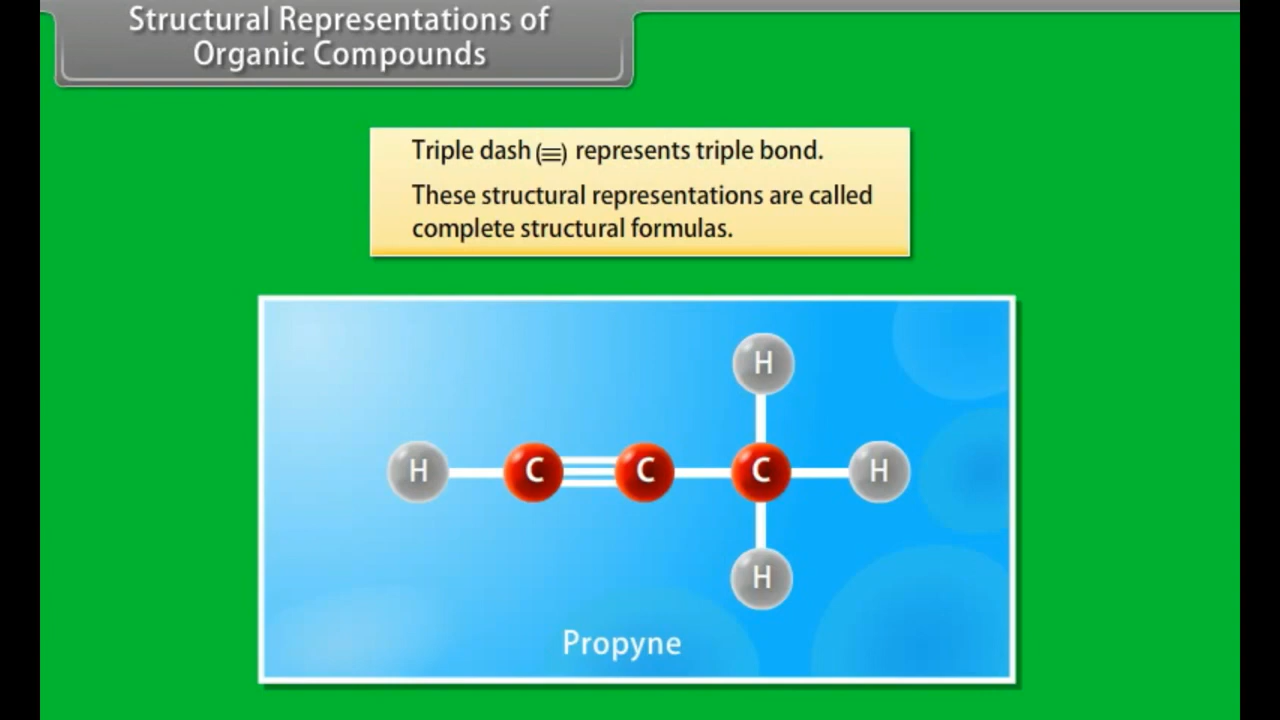 Structural Representations of
Organic Compounds
Triple dash (≡) represents triple bond.
These structural representations are called
complete structural formulas.
H
H C C C H
H
Propyne